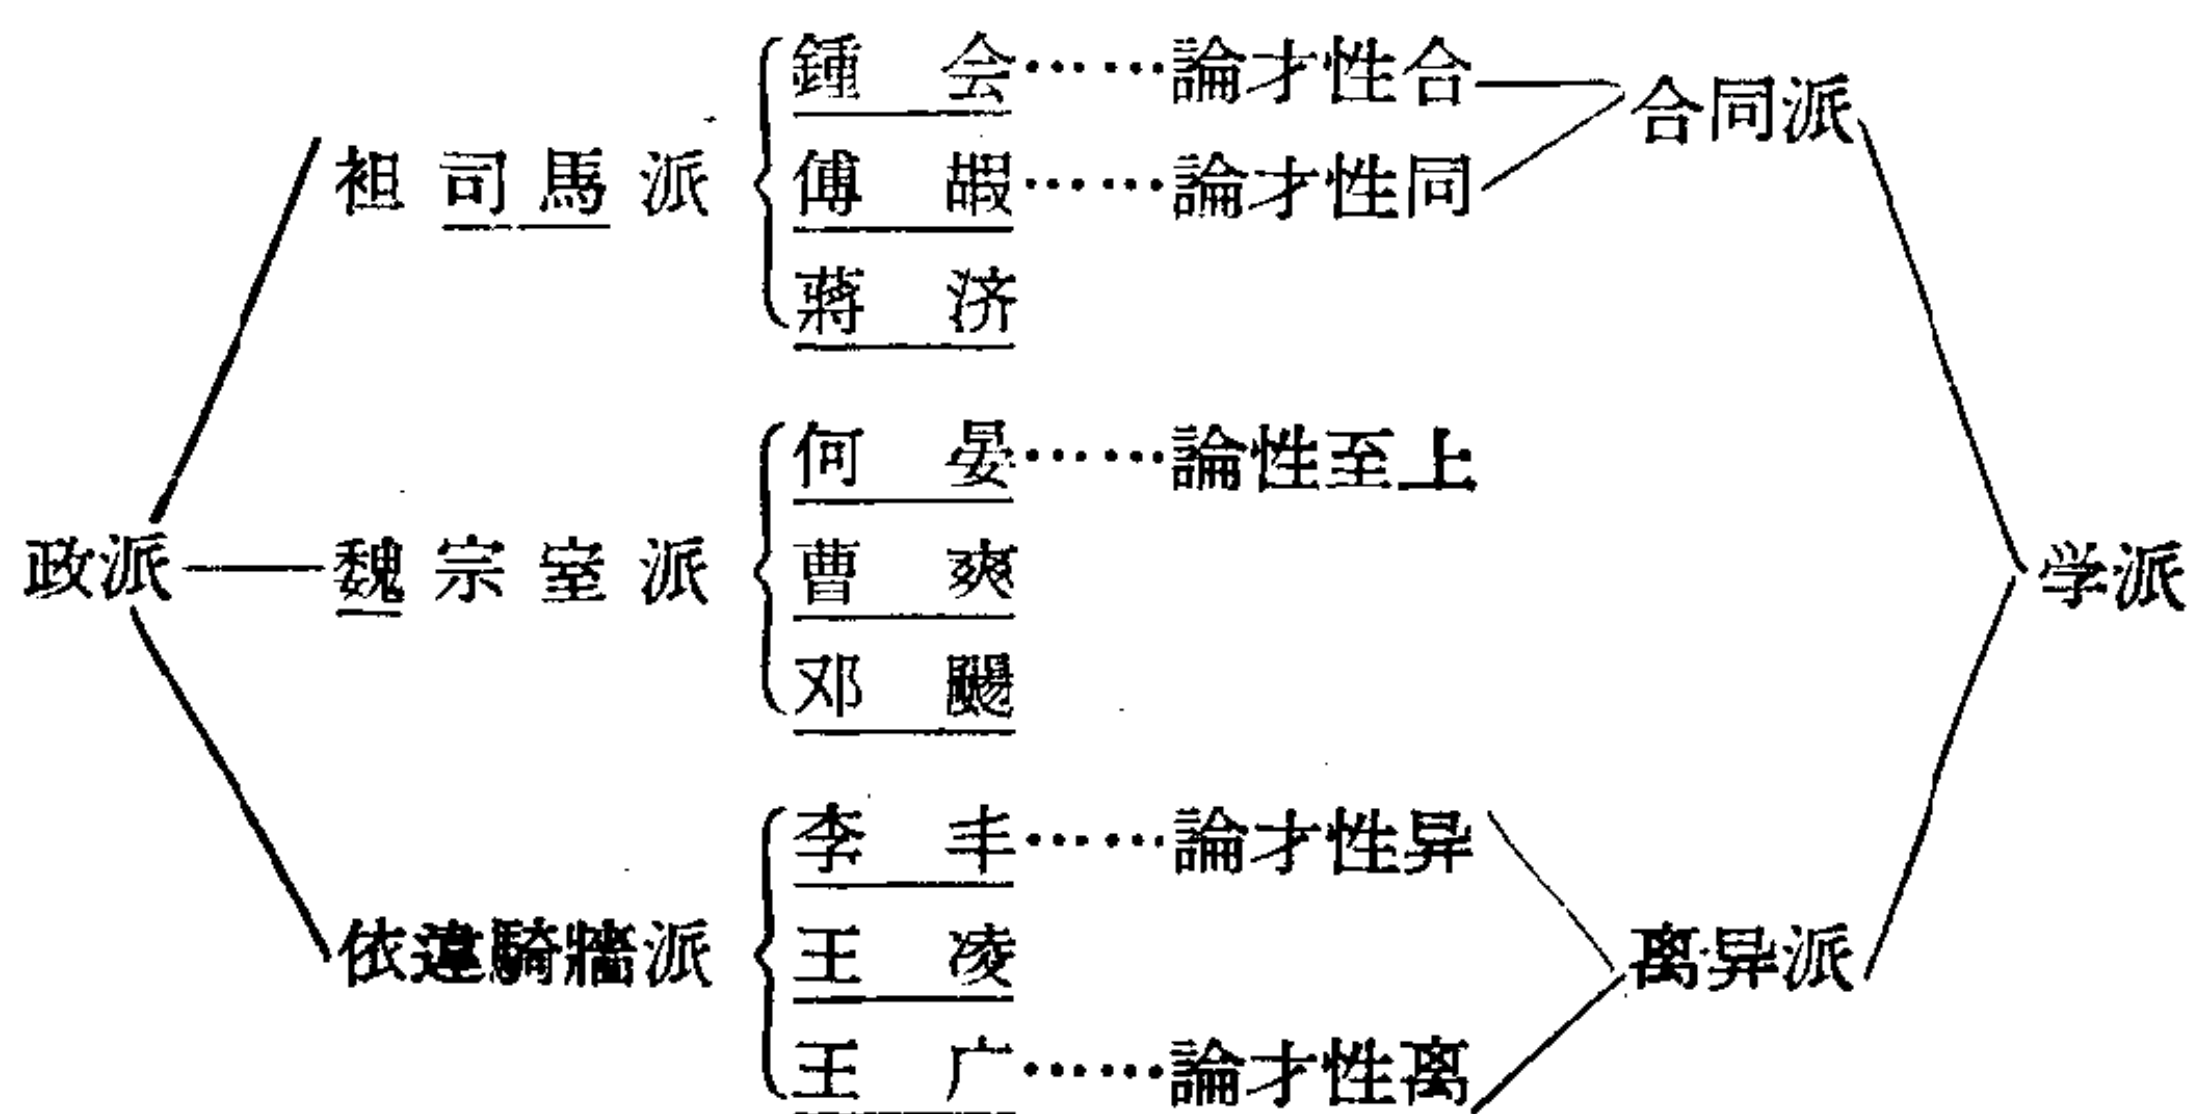 鍾 会……論才性合
合同派
袒司馬派 傅 嘏……論才性同
蔣 济
何 晏……論性至上
政派 魏宗室派 曹 爽 学派
邓 颺
李 丰……論才性异
依違騎牆派 王 凌 离异派
王 广……論才性离